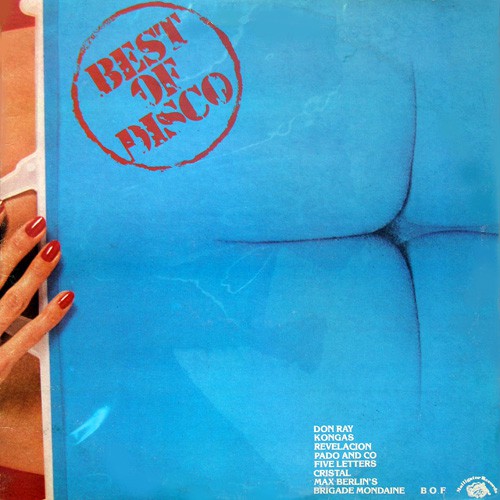 BEST
OF
DISCO
DON RAY
KONGAS
REVELACION
PADO AND CO
FIVE LETTERS
CRISTAL
MAX BERLIN'S
BRIGADE MONDAINE
B O F